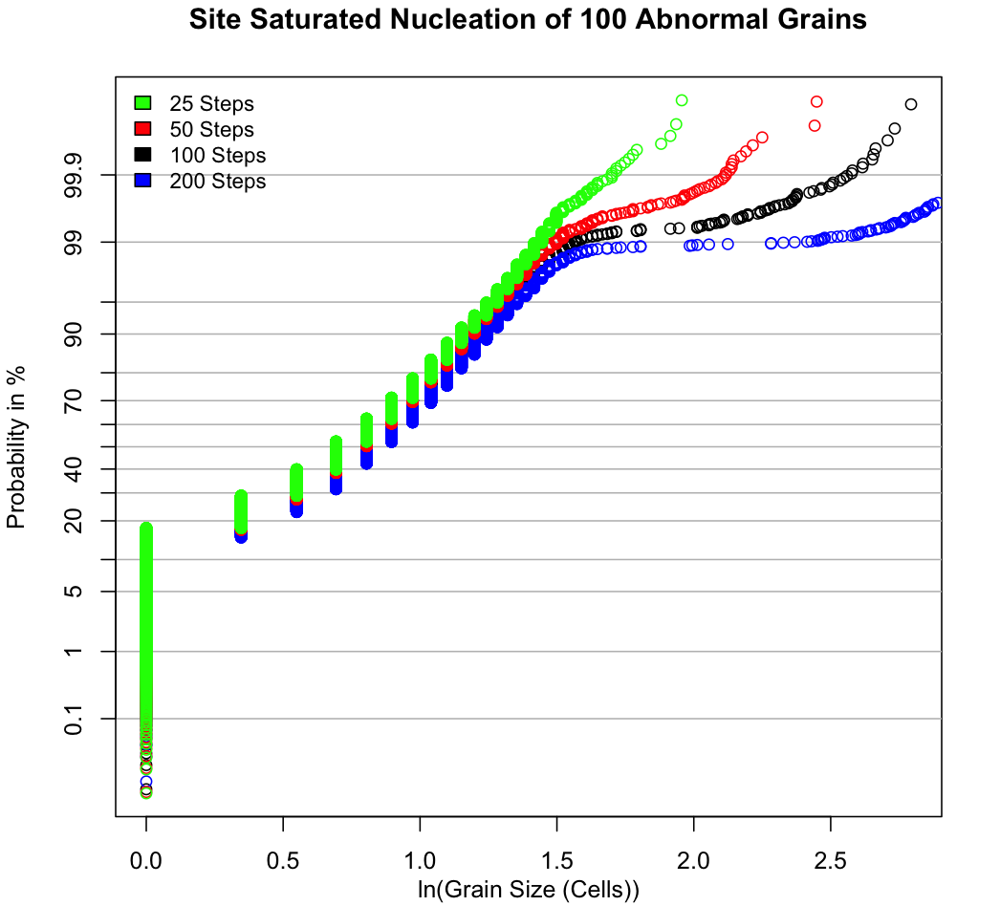 Site Saturated Nucleation of 100 Abnormal Grains
25 Steps
50 Steps
100 Steps
200 Steps
Probability in %
99.9
99
90
70
40
20
5
1
0.1
0.0 0.5 1.0 1.5 2.0 2.5
ln(Grain Size (Cells))